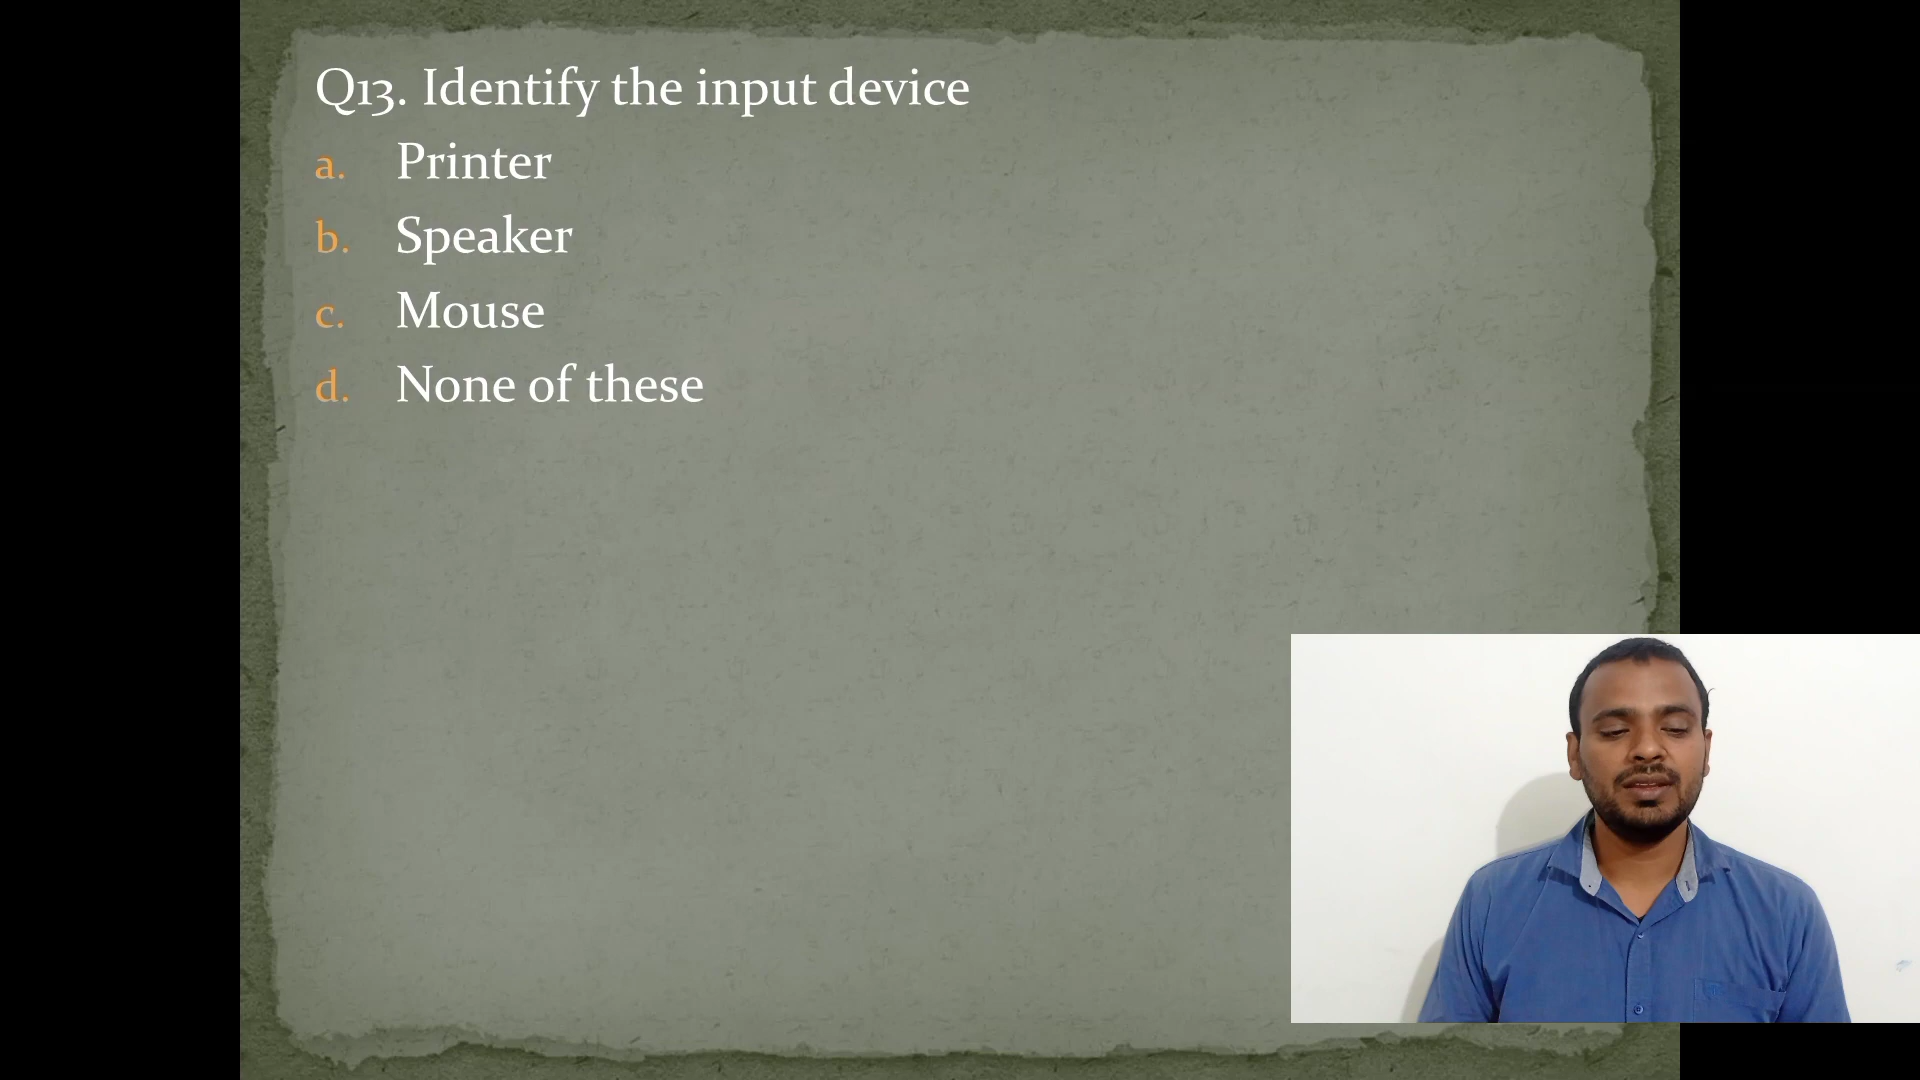 Q13. Identify the input device
a. Printer
b. Speaker
c. Mouse
d. None of these